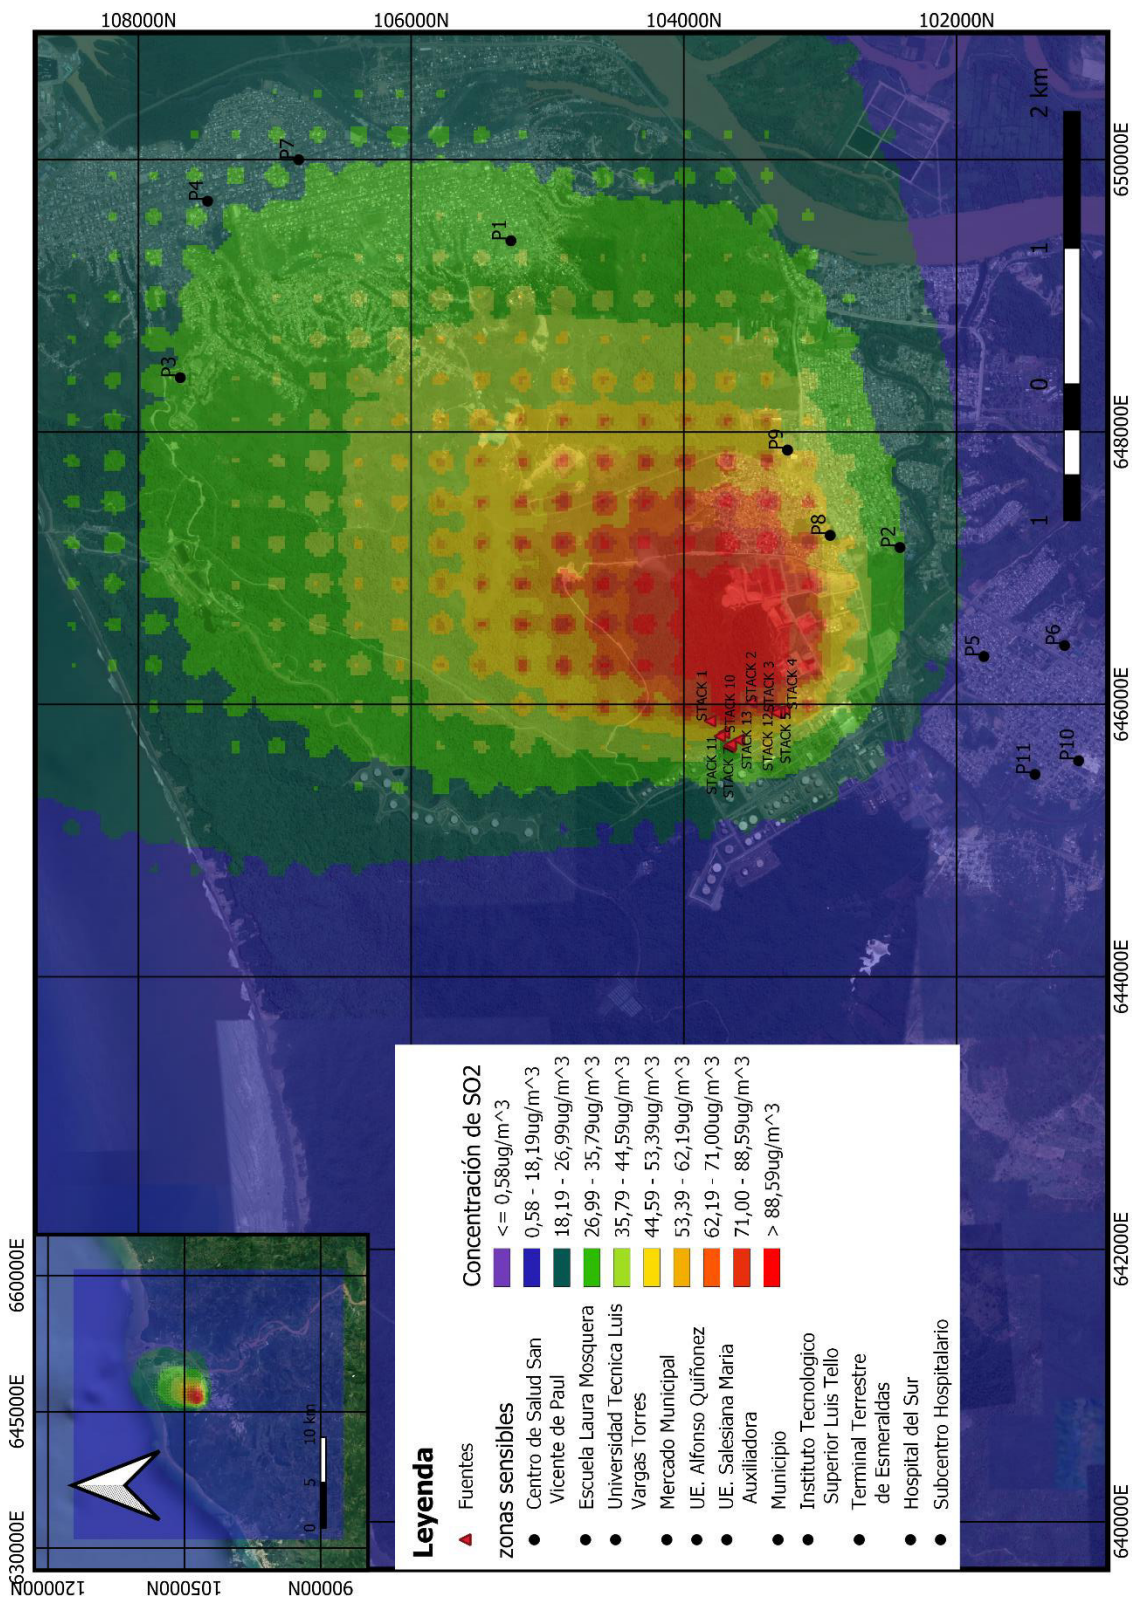 108000N
106000N
104000N
102000N
650000E
648000E
646000E
644000E
642000E
640000E
P4
P7
P3
P1
P9
P8
P2
P5
P6
P11
P10
STACK 1
STACK 10
STACK 2
STACK 3
STACK 4
STACK 11
STACK 13
STACK 12
1
0
1
2 km
660000E
645000E
630000E
120000N
105000N
90000N
0
5
10 km
Leyenda
Fuentes
zonas sensibles
Centro de Salud San
Vicente de Paul
Escuela Laura Mosquera
Universidad Tecnica Luis
Vargas Torres
Mercado Municipal
UE. Alfonso Quiñonez
UE. Salesiana Maria
Auxiliadora
Municipio
Instituto Tecnologico
Superior Luis Tello
Terminal Terrestre
de Esmeraldas
Hospital del Sur
Subcentro Hospitalario
Concentración de SO2
<= 0,58ug/m^3
0,58 - 18,19ug/m^3
18,19 - 26,99ug/m^3
26,99 - 35,79ug/m^3
35,79 - 44,59ug/m^3
44,59 - 53,39ug/m^3
53,39 - 62,19ug/m^3
62,19 - 71,00ug/m^3
71,00 - 88,59ug/m^3
> 88,59ug/m^3